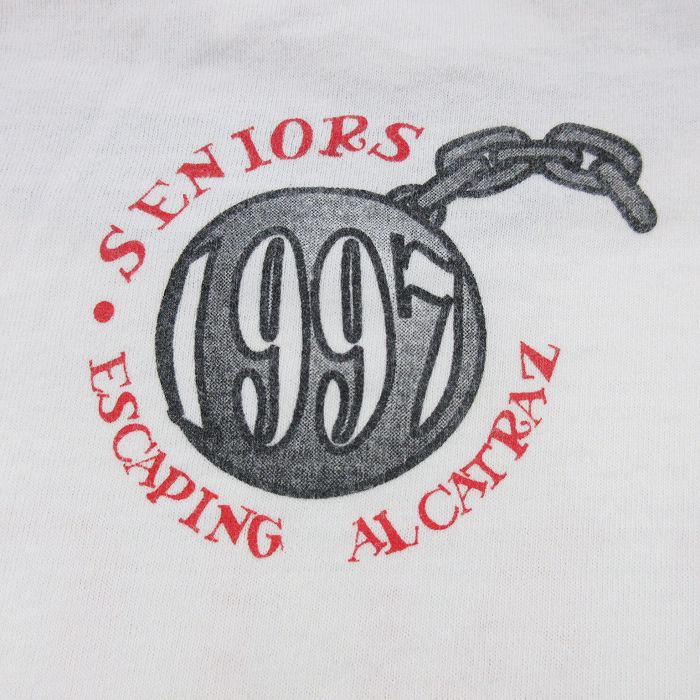 • SENIORS
1997
ESCAPING ALCATRAZ